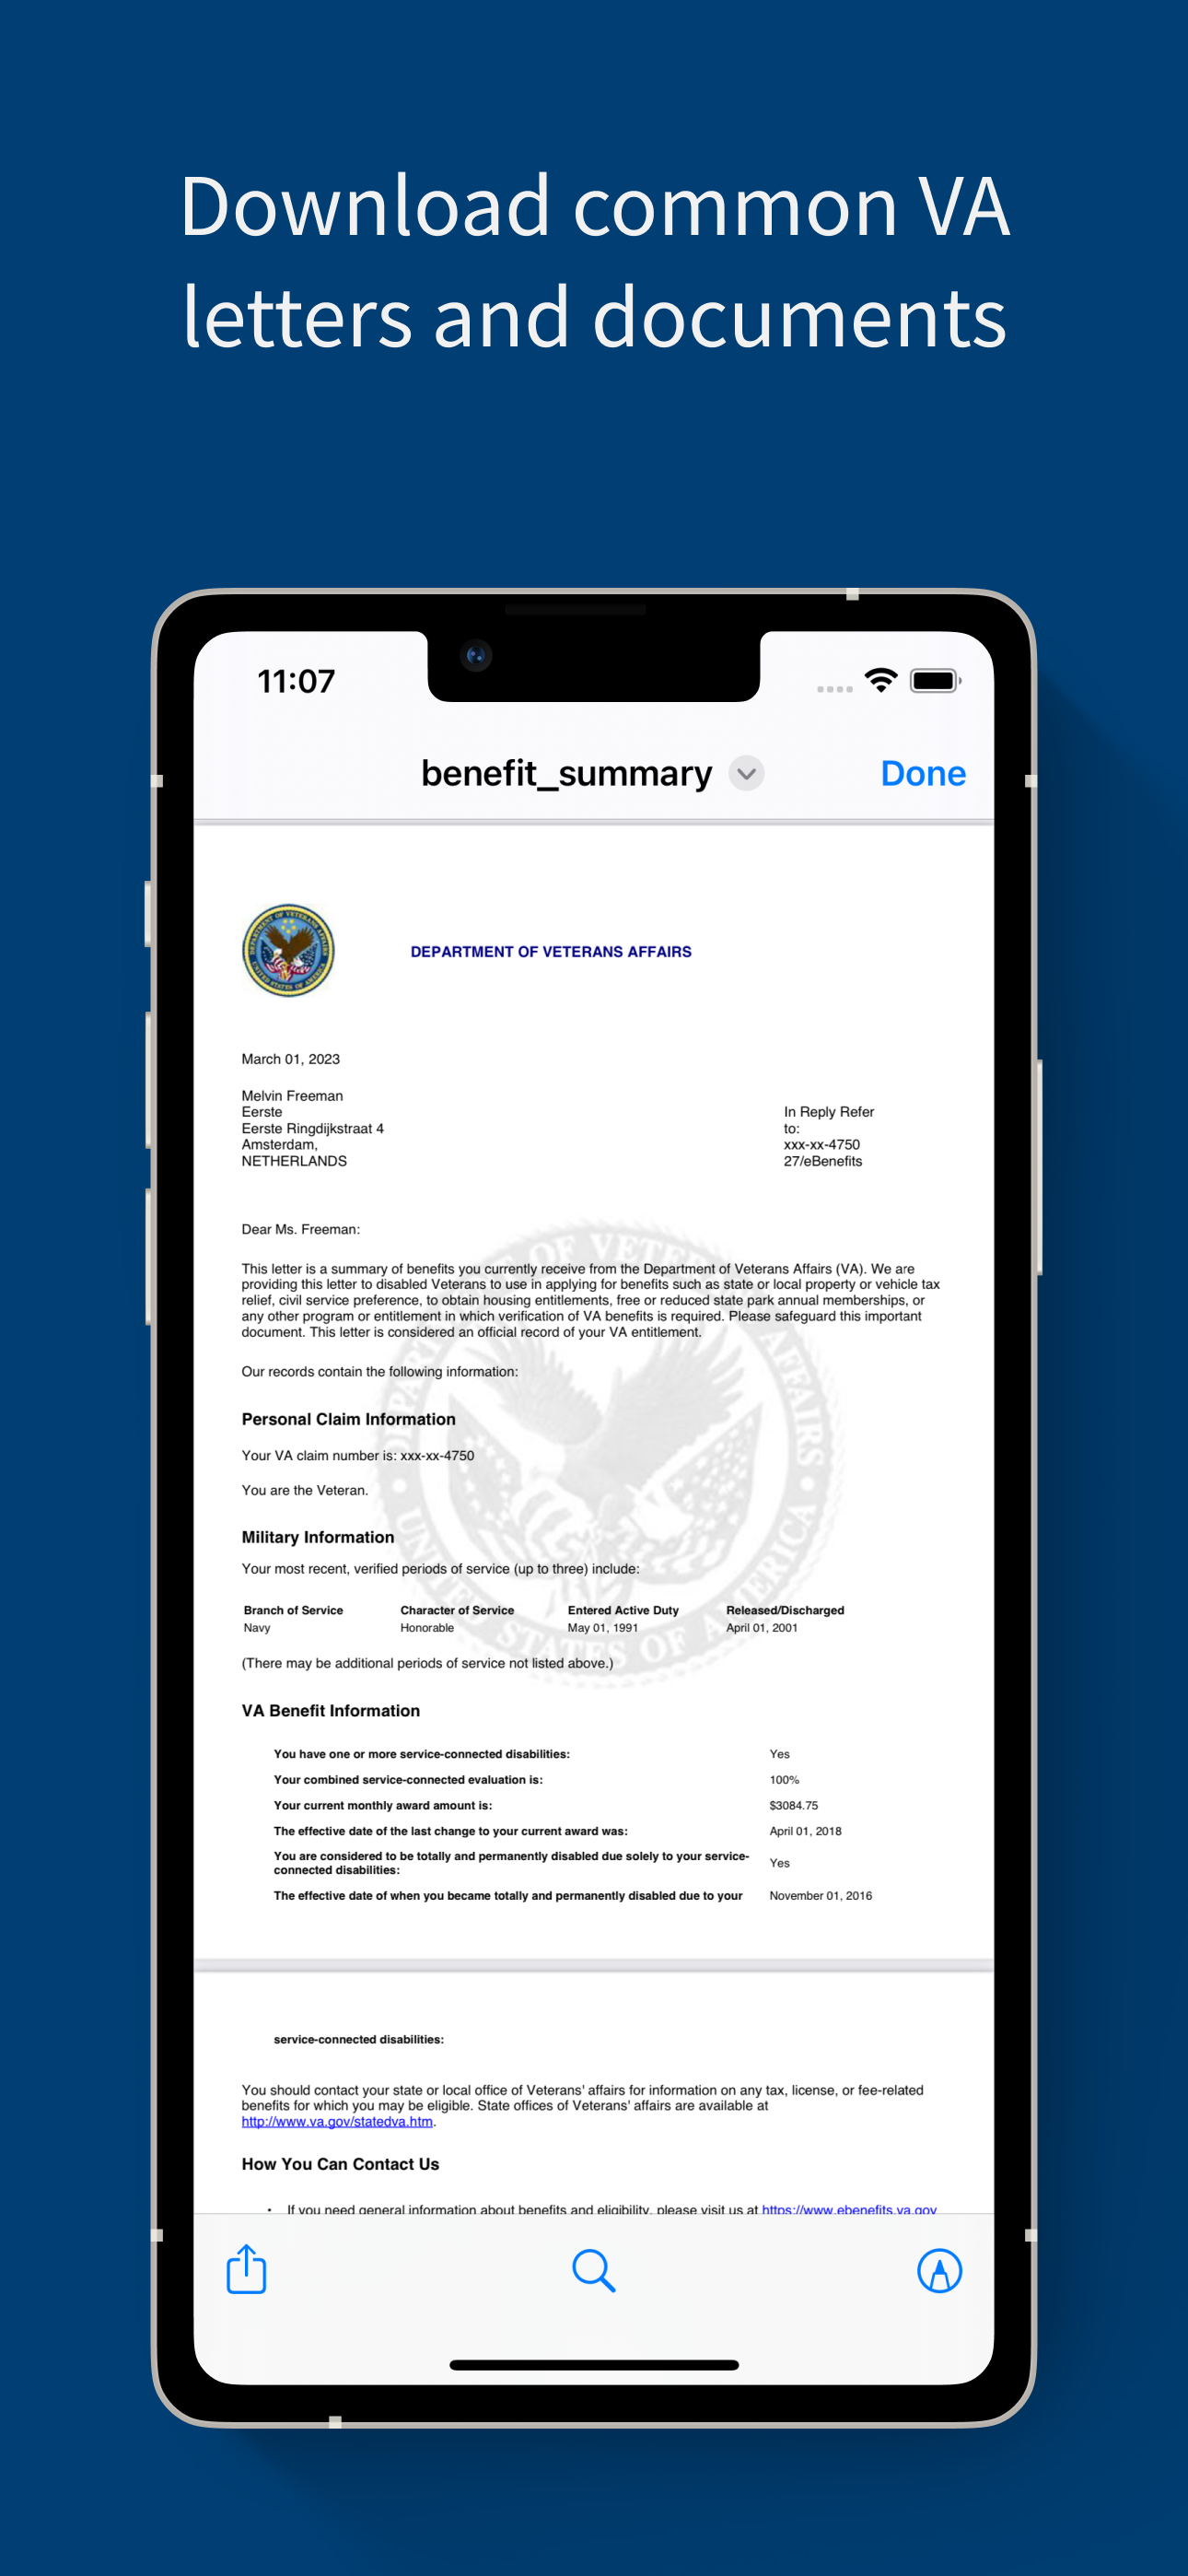 Download common VA
letters and documents
11:07
benefit_summary
Done
DEPARTMENT OF VETERANS AFFAIRS
UNITED STATES OF AMERICA
DEPARTMENT OF VETERANS AFFAIRS
March 01, 2023
Melvin Freeman
Eerste
Eerste Ringdijkstraat 4
Amsterdam,
NETHERLANDS
In Reply Refer
to:
xxx-xx-4750
27/eBenefits
Dear Ms. Freeman:
DEPARTMENT OF VETERANS AFFAIRS
UNITED STATES OF AMERICA
This letter is a summary of benefits you currently receive from the Department of Veterans Affairs (VA). We are
providing this letter to disabled Veterans to use in applying for benefits such as state or local property or vehicle tax
relief, civil service preference, to obtain housing entitlements, free or reduced state park annual memberships, or
any other program or entitlement in which verification of VA benefits is required. Please safeguard this important
document. This letter is considered an official record of your VA entitlement.
Our records contain the following information:
Personal Claim Information
Your VA claim number is: xxx-xx-4750
You are the Veteran.
Military Information
Your most recent, verified periods of service (up to three) include:
Branch of Service Character of Service Entered Active Duty Released/Discharged
Navy Honorable May 01, 1991 April 01, 2001
(There may be additional periods of service not listed above.)
VA Benefit Information
You have one or more service-connected disabilities: Yes
Your combined service-connected evaluation is: 100%
Your current monthly award amount is: $3084.75
The effective date of the last change to your current award was: April 01, 2018
You are considered to be totally and permanently disabled due solely to your service-
connected disabilities: Yes
The effective date of when you became totally and permanently disabled due to your November 01, 2016
service-connected disabilities:
You should contact your state or local office of Veterans' affairs for information on any tax, license, or fee-related
benefits for which you may be eligible. State offices of Veterans' affairs are available at
http://www.va.gov/statedva.htm.
How You Can Contact Us
• If you need general information about benefits and eligibility, please visit us at https://www.ebenefits.va.gov